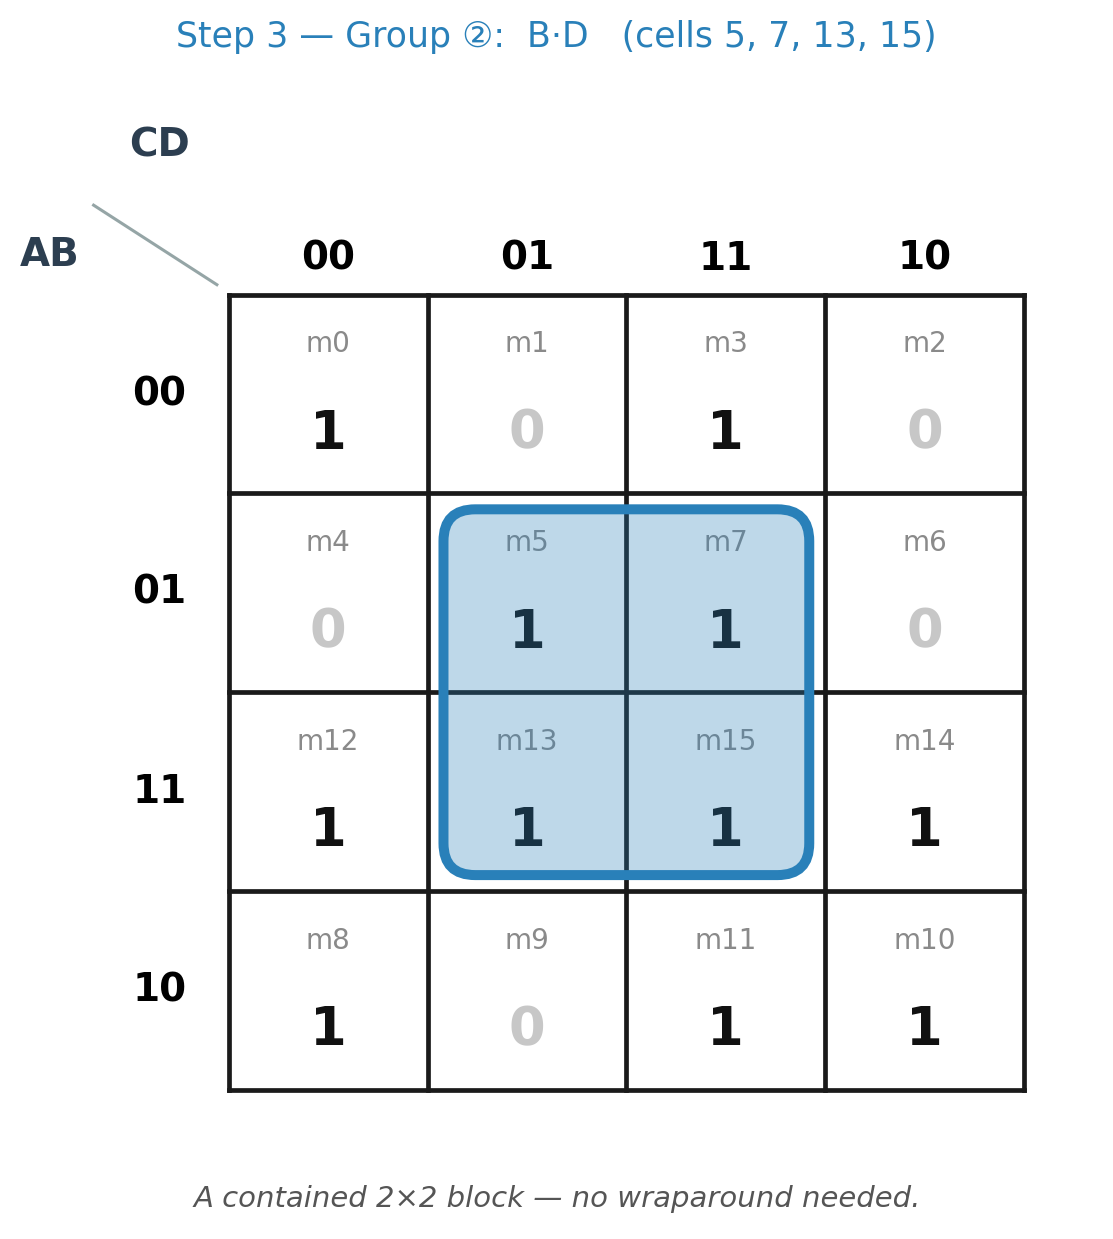 Step 3 — Group ②:  B·D   (cells 5, 7, 13, 15)
CD
AB
00 01 11 10
m0 m1 m3 m2
00
1 0 1 0
m4 m5 m7 m6
01
0 1 1 0
m12 m13 m15 m14
11
1 1 1 1
m8 m9 m11 m10
10
1 0 1 1
A contained 2×2 block — no wraparound needed.